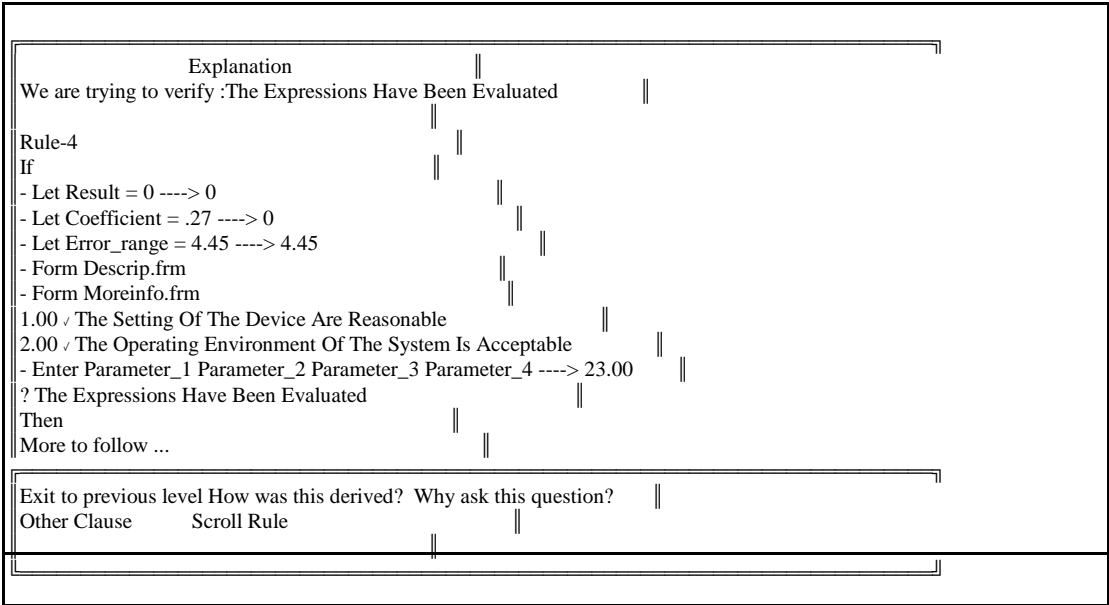 Explanation
We are trying to verify :The Expressions Have Been Evaluated
Rule-4
If
- Let Result = 0 ----> 0
- Let Coefficient = .27 ----> 0
- Let Error_range = 4.45 ----> 4.45
- Form Descrip.frm
- Form Moreinfo.frm
1.00 √ The Setting Of The Device Are Reasonable
2.00 √ The Operating Environment Of The System Is Acceptable
- Enter Parameter_1 Parameter_2 Parameter_3 Parameter_4 ----> 23.00
? The Expressions Have Been Evaluated
Then
More to follow ...
Exit to previous level How was this derived? Why ask this question?
Other Clause Scroll Rule